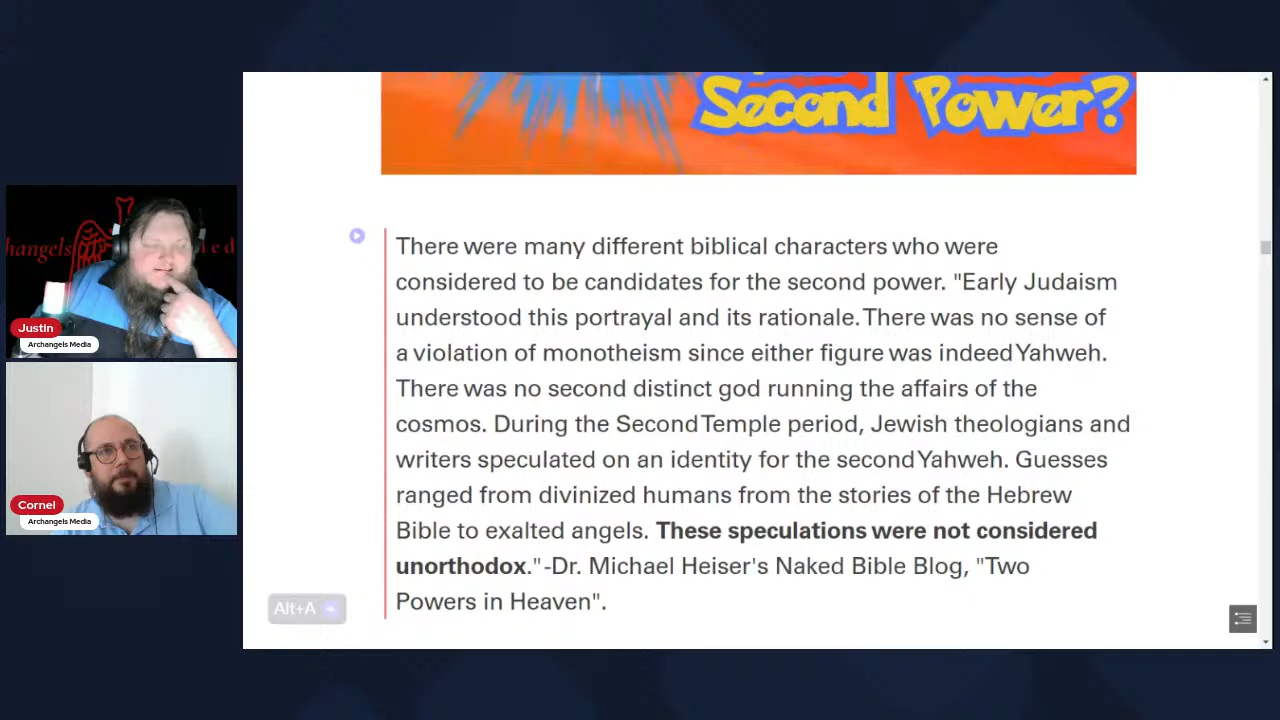 Second Power?
There were many different biblical characters who were
considered to be candidates for the second power. "Early Judaism
understood this portrayal and its rationale. There was no sense of
a violation of monotheism since either figure was indeed Yahweh.
There was no second distinct god running the affairs of the
cosmos. During the Second Temple period, Jewish theologians and
writers speculated on an identity for the second Yahweh. Guesses
ranged from divinized humans from the stories of the Hebrew
Bible to exalted angels. These speculations were not considered
unorthodox." -Dr. Michael Heiser's Naked Bible Blog, "Two
Powers in Heaven".
Alt+A
Justin
Archangels Media
Cornel
Archangels Media